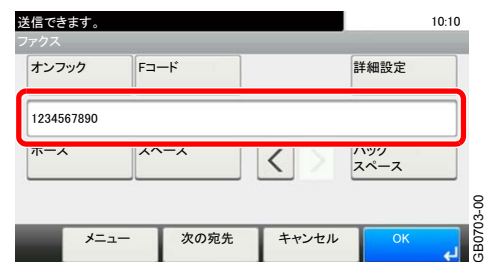 送信できます。 10:10
ファクス
オンフック Fコード 詳細設定
1234567890
ポーズ スペース < > バック
スペース
メニュー 次の宛先 キャンセル OK
GB0703-00